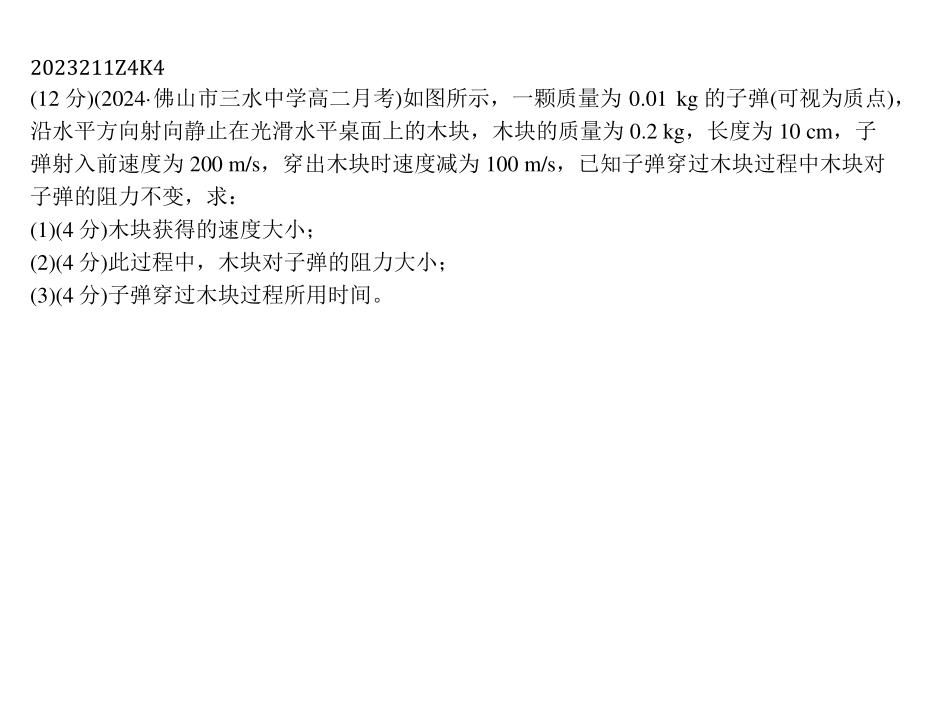 2023211Z4K4
(12 分)(2024·佛山市三水中学高二月考)如图所示，一颗质量为 0.01 kg 的子弹(可视为质点)，
沿水平方向射向静止在光滑水平桌面上的木块，木块的质量为 0.2 kg，长度为 10 cm，子
弹射入前速度为 200 m/s，穿出木块时速度减为 100 m/s，已知子弹穿过木块过程中木块对
子弹的阻力不变，求：
(1)(4 分)木块获得的速度大小；
(2)(4 分)此过程中，木块对子弹的阻力大小；
(3)(4 分)子弹穿过木块过程所用时间。